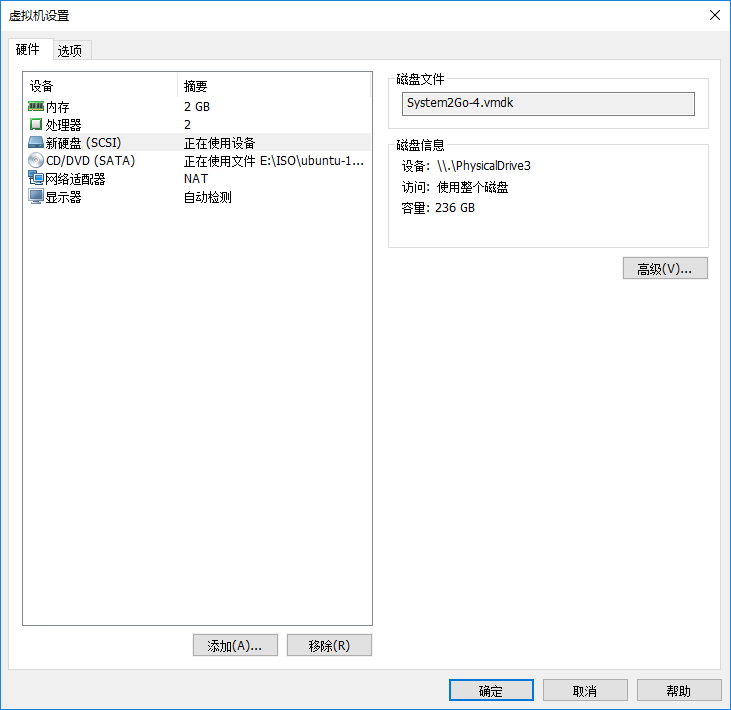 虚拟机设置
硬件 选项
设备 摘要
内存 2 GB
处理器 2
新硬盘 (SCSI) 正在使用设备
CD/DVD (SATA) 正在使用文件 E:\ISO\ubuntu-1...
网络适配器 NAT
显示器 自动检测
添加(A)... 移除(R)
磁盘文件
System2Go-4.vmdk
磁盘信息
设备: \\.\PhysicalDrive3
访问: 使用整个磁盘
容量: 236 GB
高级(V)...
确定 取消 帮助